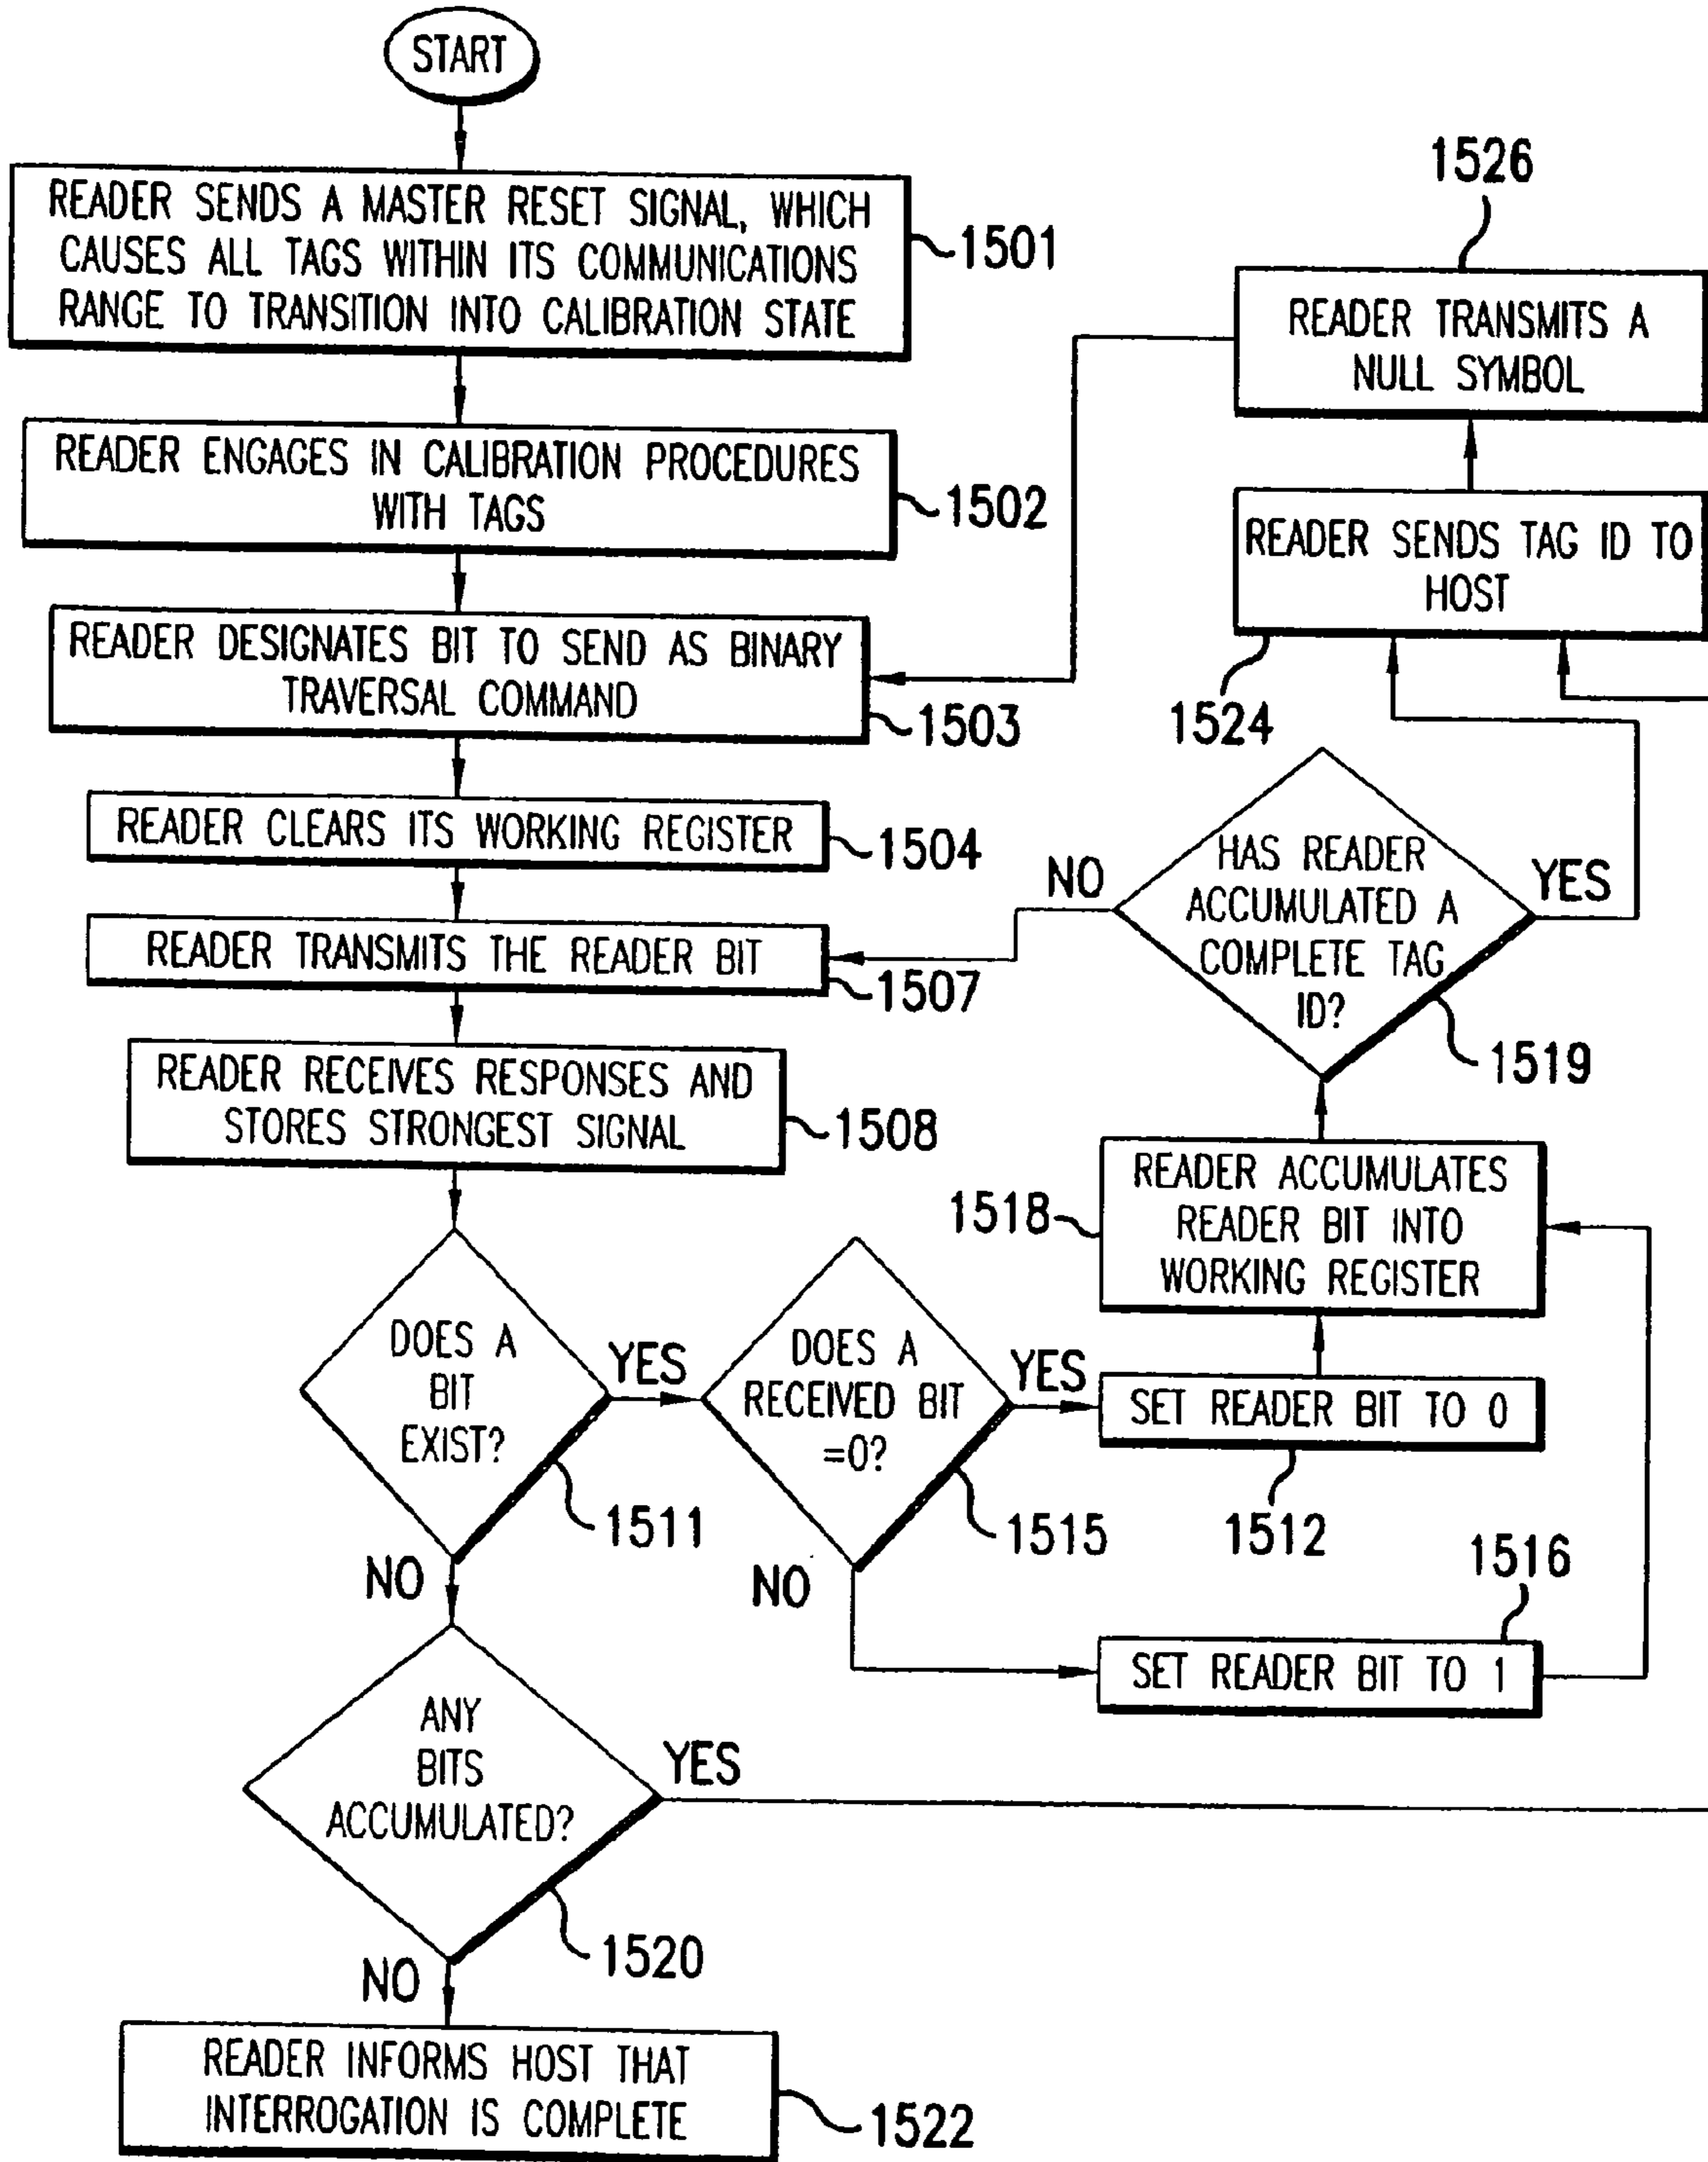 START
READER SENDS A MASTER RESET SIGNAL, WHICH
CAUSES ALL TAGS WITHIN ITS COMMUNICATIONS
RANGE TO TRANSITION INTO CALIBRATION STATE
1501
READER ENGAGES IN CALIBRATION PROCEDURES
WITH TAGS
1502
READER DESIGNATES BIT TO SEND AS BINARY
TRAVERSAL COMMAND
1503
READER CLEARS ITS WORKING REGISTER
1504
READER TRANSMITS THE READER BIT
1507
READER RECEIVES RESPONSES AND
STORES STRONGEST SIGNAL
1508
DOES A
BIT
EXIST?
1511
YES
NO
DOES A
RECEIVED BIT
=0?
1515
YES
NO
SET READER BIT TO 0
1512
SET READER BIT TO 1
1516
READER ACCUMULATES
READER BIT INTO
WORKING REGISTER
1518
HAS READER
ACCUMULATED A
COMPLETE TAG
ID?
1519
NO
YES
READER SENDS TAG ID TO
HOST
1524
READER TRANSMITS A
NULL SYMBOL
1526
ANY
BITS
ACCUMULATED?
1520
YES
NO
READER INFORMS HOST THAT
INTERROGATION IS COMPLETE
1522